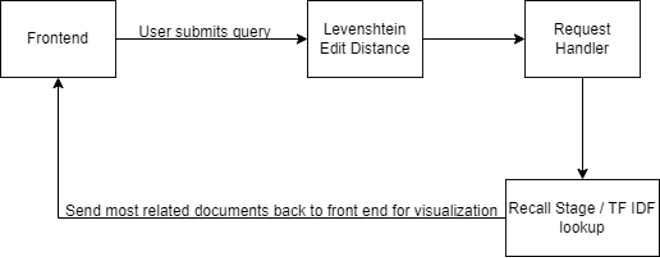 Frontend
User submits query
Levenshtein
Edit Distance
Request
Handler
Send most related documents back to front end for visualization
Recall Stage / TF IDF
lookup